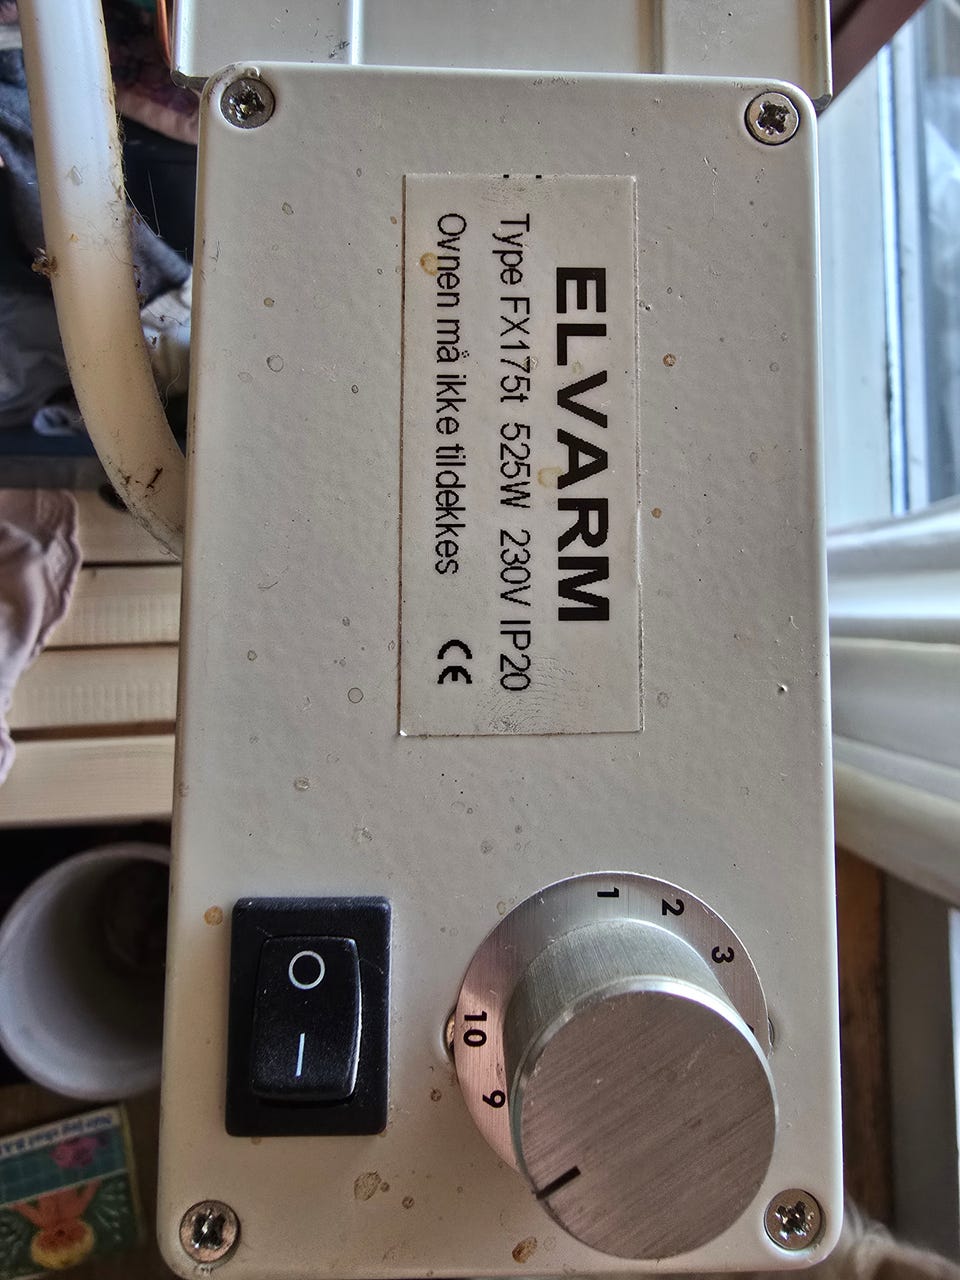 ELVARM
Type FX175t 525W 230V IP20
Ovnen må ikke tildekkes CE
1
2
3
9
10
O
I